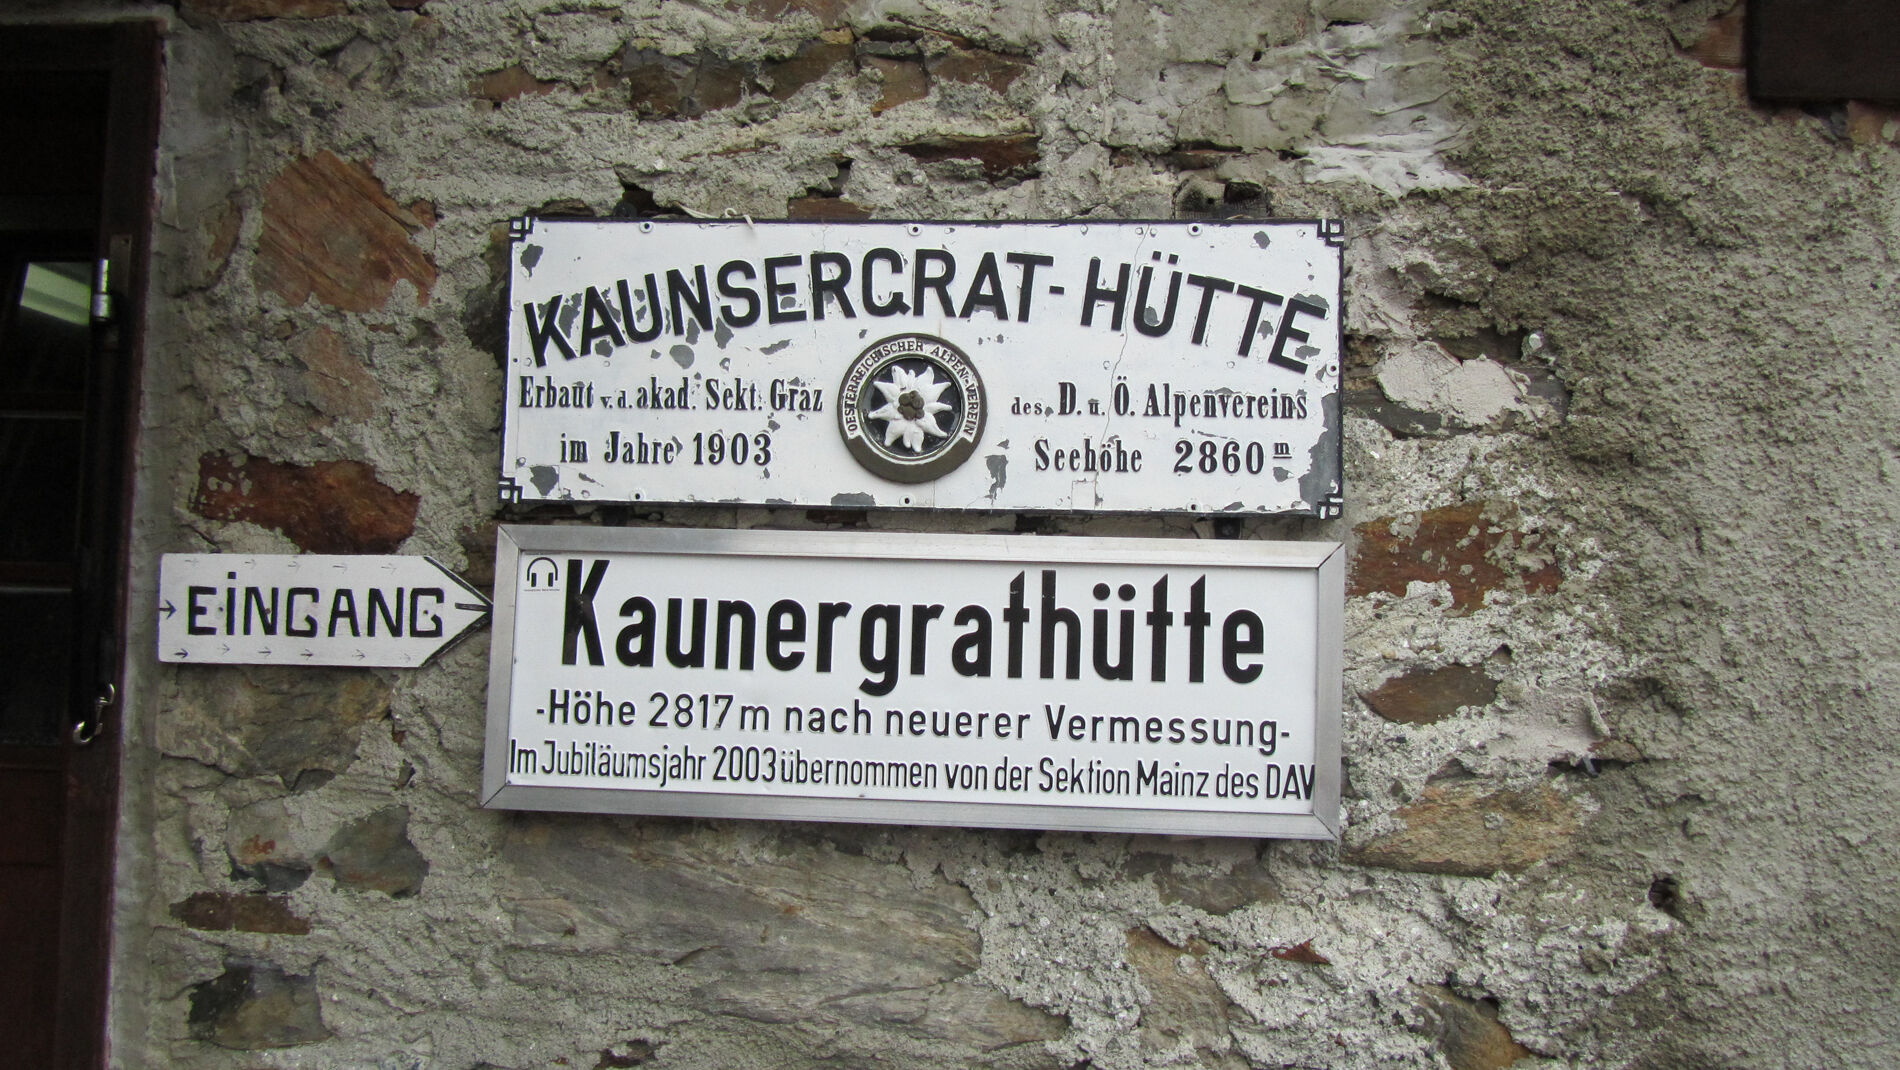 KAUNSERGRAT-HÜTTE
OESTERREICHISCHER ALPEN-VEREIN
Erbaut v. d. akad. Sekt. Graz des D. u. Ö. Alpenvereins
im Jahre 1903 Seehöhe 2860 m
EiNGANG
Kaunergrathütte
-Höhe 2817 m nach neuerer Vermessung-
Im Jubiläumsjahr 2003 übernommen von der Sektion Mainz des DAV